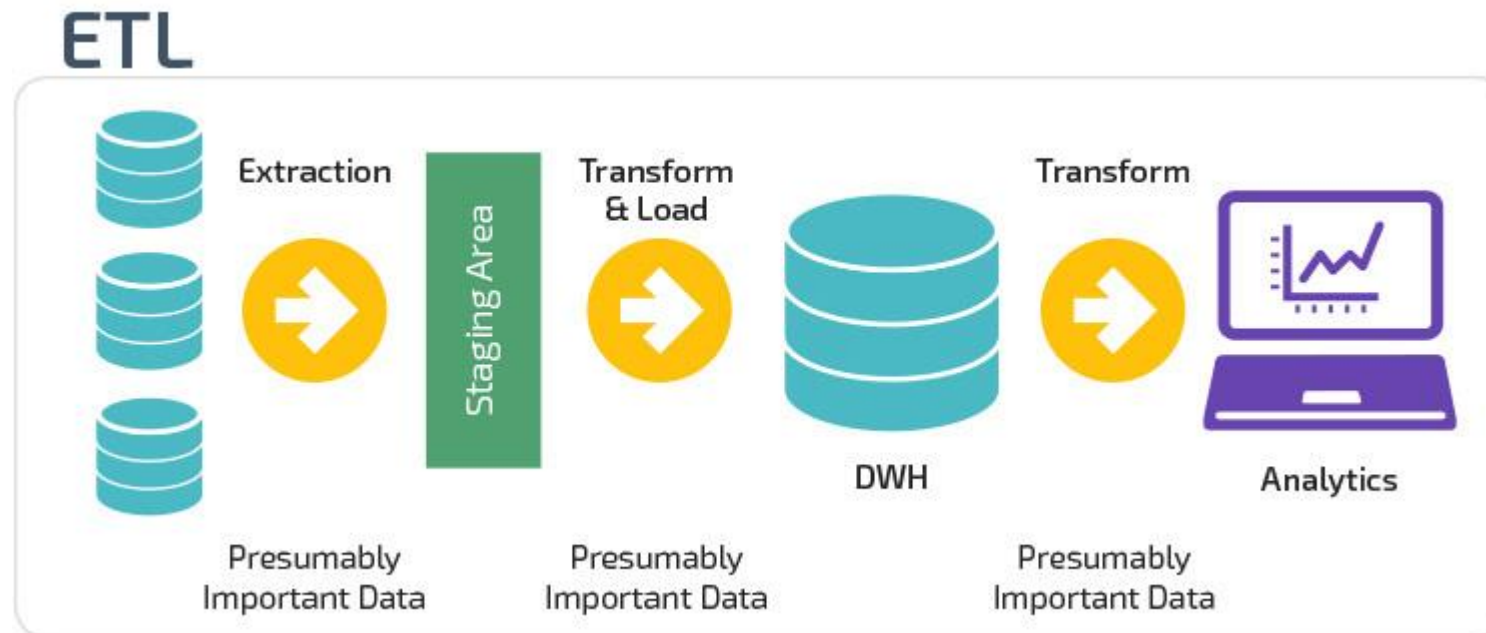 ETL
Extraction
Staging Area
Transform
& Load
DWH
Transform
Analytics
Presumably
Important Data
Presumably
Important Data
Presumably
Important Data